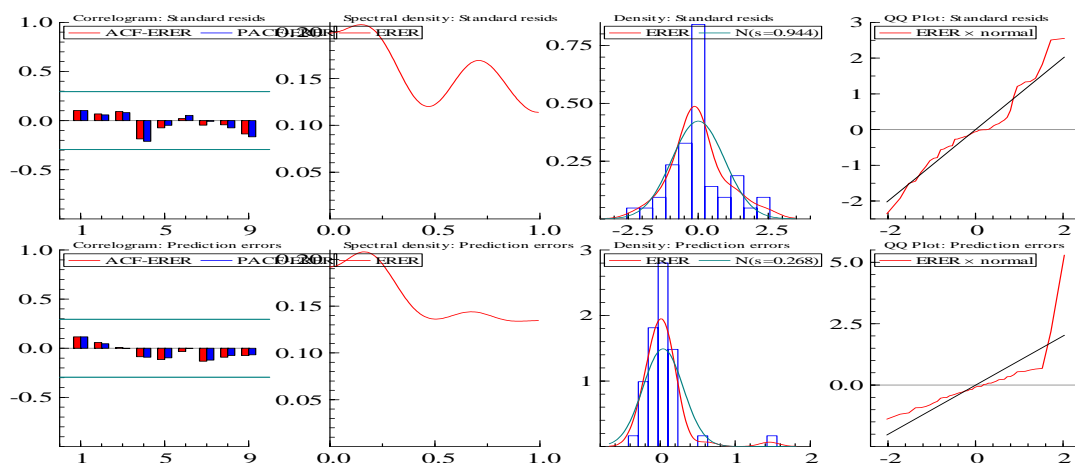 Correlogram: Standard resids
ACF-ERER PACF-ERER
1.0
0.5
0.0
-0.5
1 5 9
Spectral density: Standard resids
ERER
0.20
0.15
0.10
0.05
0.0 0.5 1.0
Density: Standard resids
ERER N(s=0.944)
0.75
0.50
0.25
-2.5 0.0 2.5
QQ Plot: Standard resids
ERER × normal
2
1
0
-1
-2
-2 0 2
Correlogram: Prediction errors
ACF-ERER PACF-ERER
1.0
0.5
0.0
-0.5
1 5 9
Spectral density: Prediction errors
ERER
0.20
0.15
0.10
0.05
0.0 0.5 1.0
Density: Prediction errors
ERER N(s=0.268)
3
2
1
0 1 2
QQ Plot: Prediction errors
ERER × normal
5.0
2.5
0.0
-2 0 2